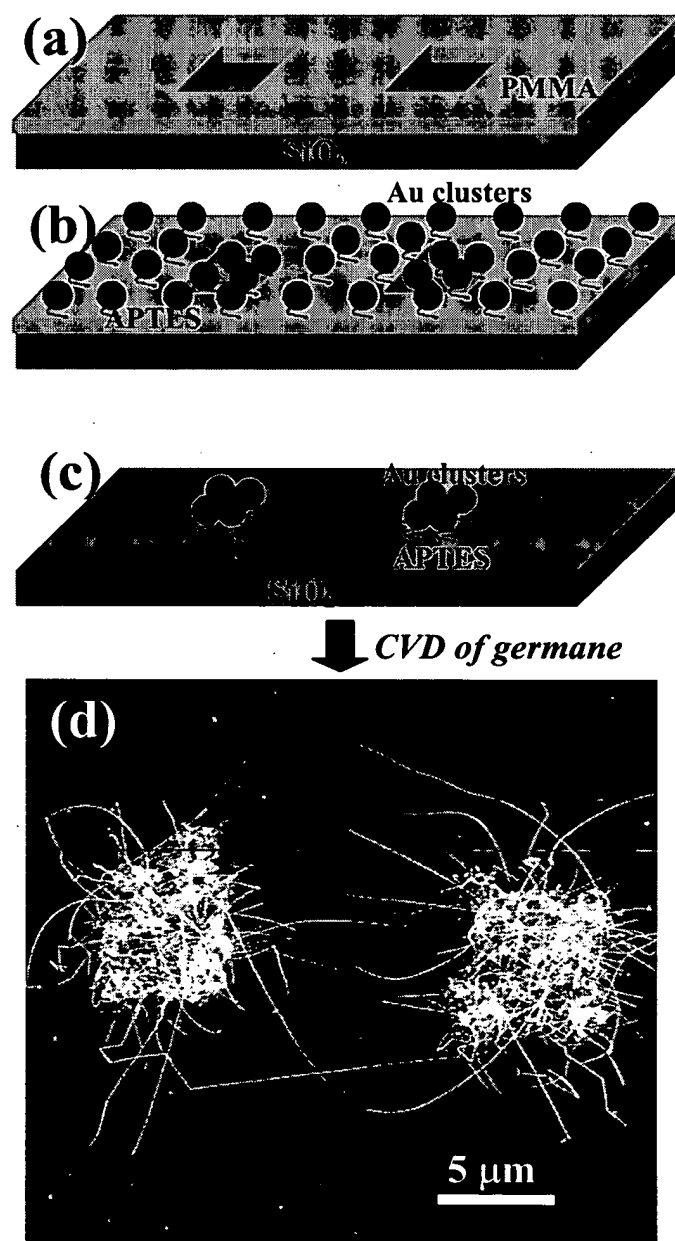 (a)
PMMA
SiO₂
Au clusters
(b)
APTES
(c)
Au clusters
APTES
SiO₂
CVD of germane
(d)
5 μm